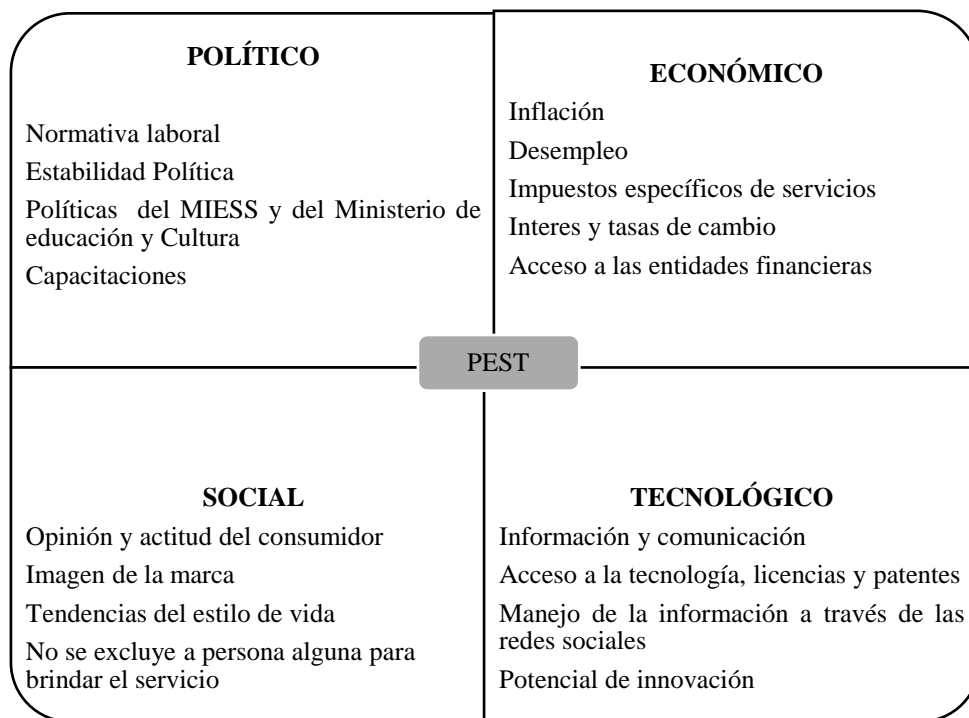 POLÍTICO
Normativa laboral
Estabilidad Política
Políticas del MIESS y del Ministerio de
educación y Cultura
Capacitaciones
ECONÓMICO
Inflación
Desempleo
Impuestos específicos de servicios
Interes y tasas de cambio
Acceso a las entidades financieras
PEST
SOCIAL
Opinión y actitud del consumidor
Imagen de la marca
Tendencias del estilo de vida
No se excluye a persona alguna para
brindar el servicio
TECNOLÓGICO
Información y comunicación
Acceso a la tecnología, licencias y patentes
Manejo de la información a través de las
redes sociales
Potencial de innovación